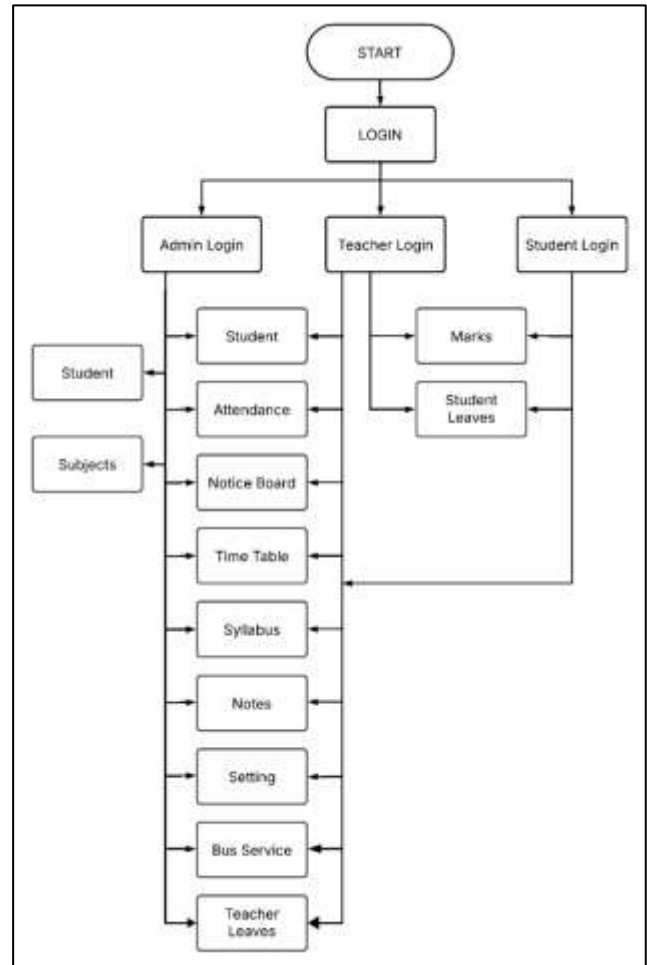 START
LOGIN
Admin Login
Teacher Login
Student Login
Student
Marks
Student
Attendance
Student
Leaves
Subjects
Notice Board
Time Table
Syllabus
Notes
Setting
Bus Service
Teacher
Leaves